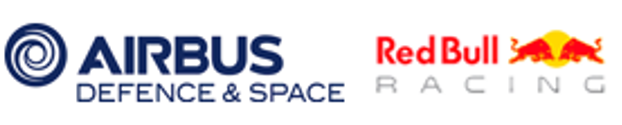 AIRBUS
DEFENCE & SPACE
Red Bull
RACING